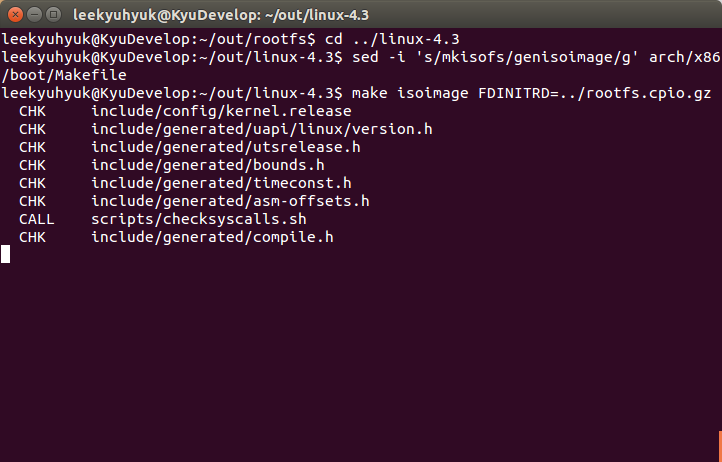 leekyuhyuk@KyuDevelop: ~/out/linux-4.3
leekyuhyuk@KyuDevelop:~/out/rootfs$ cd ../linux-4.3
leekyuhyuk@KyuDevelop:~/out/linux-4.3$ sed -i 's/mkisofs/genisoimage/g' arch/x86
/boot/Makefile
leekyuhyuk@KyuDevelop:~/out/linux-4.3$ make isoimage FDINITRD=../rootfs.cpio.gz
  CHK     include/config/kernel.release
  CHK     include/generated/uapi/linux/version.h
  CHK     include/generated/utsrelease.h
  CHK     include/generated/bounds.h
  CHK     include/generated/timeconst.h
  CHK     include/generated/asm-offsets.h
  CALL    scripts/checksyscalls.sh
  CHK     include/generated/compile.h